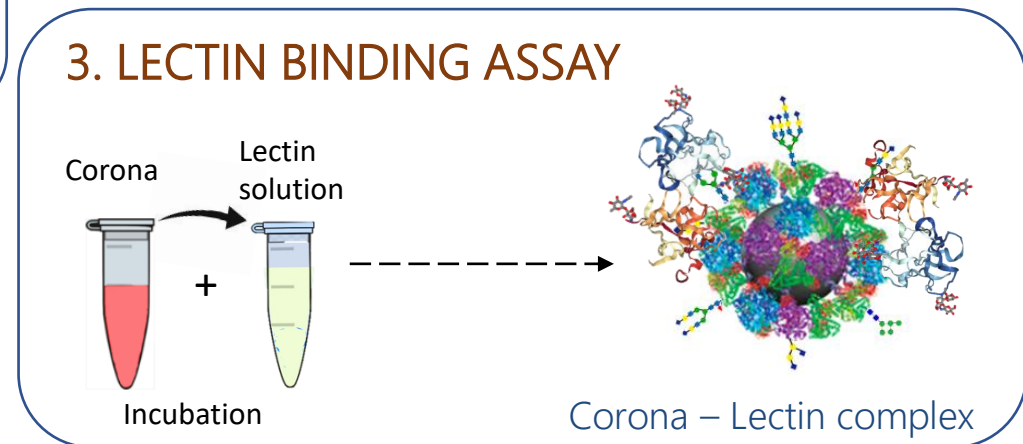 3. LECTIN BINDING ASSAY
Corona
Lectin
solution
+
Incubation
Corona – Lectin complex